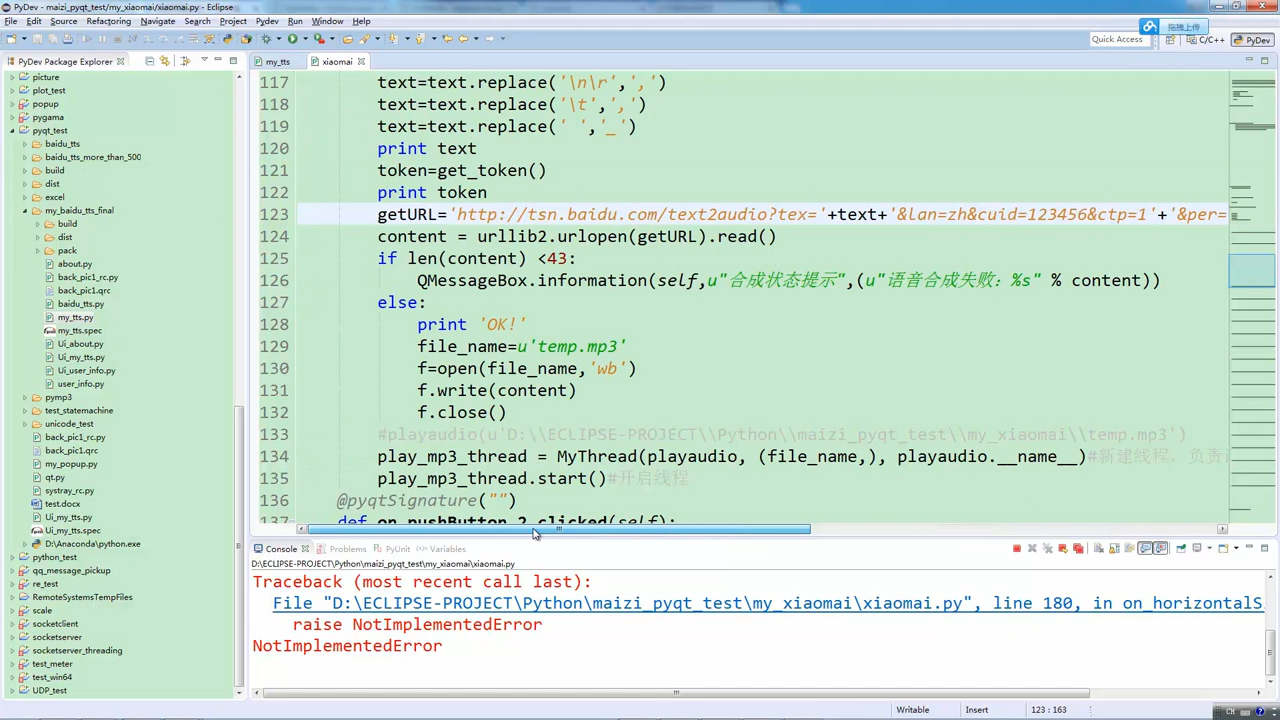 PyDev - maizi_pyqt_test/my_xiaomai/xiaomai.py - Eclipse
File Edit Source Refactoring Navigate Search Project Pydev Run Window Help
拖拽上传
Quick Access
C/C++
PyDev
PyDev Package Explorer
my_tts
xiaomai
picture
plot_test
popup
pygama
pyqt_test
baidu_tts
baidu_tts_more_than_500
build
dist
excel
my_baidu_tts_final
build
dist
pack
about.py
back_pic1_rc.py
back_pic1.qrc
baidu_tts.py
my_tts.py
my_tts.spec
Ui_about.py
Ui_my_tts.py
Ui_user_info.py
user_info.py
pymp3
test_statemachine
unicode_test
back_pic1_rc.py
back_pic1.qrc
my_popup.py
qt.py
systray_rc.py
test.docx
Ui_my_tts.py
Ui_my_tts.spec
D:\Anaconda\python.exe
python_test
qq_message_pickup
re_test
RemoteSystemsTempFiles
scale
socketclient
socketserver
socketserver_threading
test_meter
test_win64
UDP_test
117 text=text.replace('\n\r',',')
118 text=text.replace('\t',',')
119 text=text.replace(' ','_')
120 print text
121 token=get_token()
122 print token
123 getURL='http://tsn.baidu.com/text2audio?tex='+text+'&lan=zh&cuid=123456&ctp=1'+'&per=
124 content = urllib2.urlopen(getURL).read()
125 if len(content) <43:
126 QMessageBox.information(self,u"合成状态提示",(u"语音合成失败：%s" % content))
127 else:
128 print 'OK!'
129 file_name=u'temp.mp3'
130 f=open(file_name,'wb')
131 f.write(content)
132 f.close()
133 #playaudio(u'D:\\ECLIPSE-PROJECT\\Python\\maizi_pyqt_test\\my_xiaomai\\temp.mp3')
134 play_mp3_thread = MyThread(playaudio, (file_name,), playaudio.__name__)#新建线程、负责
135 play_mp3_thread.start()#开启线程
136 @pyqtSignature("")
137 def on_pushButton_2_clicked(self):
Console
Problems
PyUnit
Variables
D:\ECLIPSE-PROJECT\Python\maizi_pyqt_test\my_xiaomai\xiaomai.py
Traceback (most recent call last):
File "D:\ECLIPSE-PROJECT\Python\maizi_pyqt_test\my_xiaomai\xiaomai.py", line 180, in on_horizontalS
raise NotImplementedError
NotImplementedError
Writable
Insert
123 : 163
CH